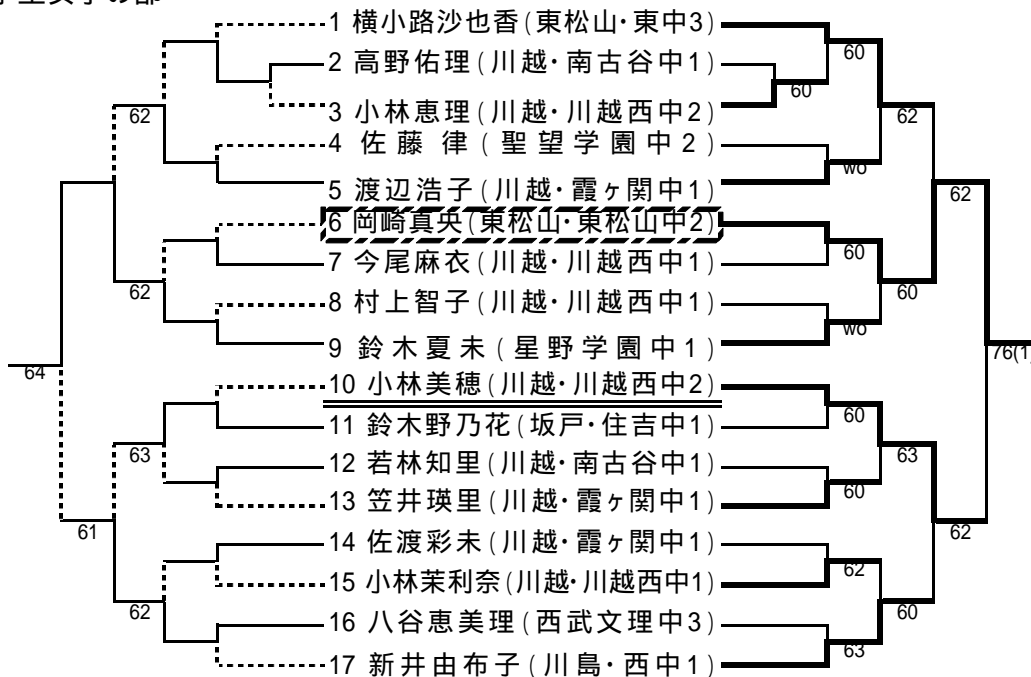 学生女子の部
1 横小路沙也香(東松山・東中3)
60
2 高野佑理(川越・南古谷中1)
60
62
3 小林恵理(川越・川越西中2)
62
4 佐藤 律(聖望学園中2)
wo
5 渡辺浩子(川越・霞ヶ関中1)
62
6 岡崎真央(東松山・東松山中2)
60
7 今尾麻衣(川越・川越西中1)
62
60
8 村上智子(川越・川越西中1)
wo
9 鈴木夏未(星野学園中1)
76(1)
64
10 小林美穂(川越・川越西中2)
60
11 鈴木野乃花(坂戸・住吉中1)
63
63
12 若林知里(川越・南古谷中1)
60
13 笠井瑛里(川越・霞ヶ関中1)
61
62
14 佐渡彩未(川越・霞ヶ関中1)
62
15 小林茉利奈(川越・川越西中1)
62
60
16 八谷恵美理(西武文理中3)
63
17 新井由布子(川島・西中1)